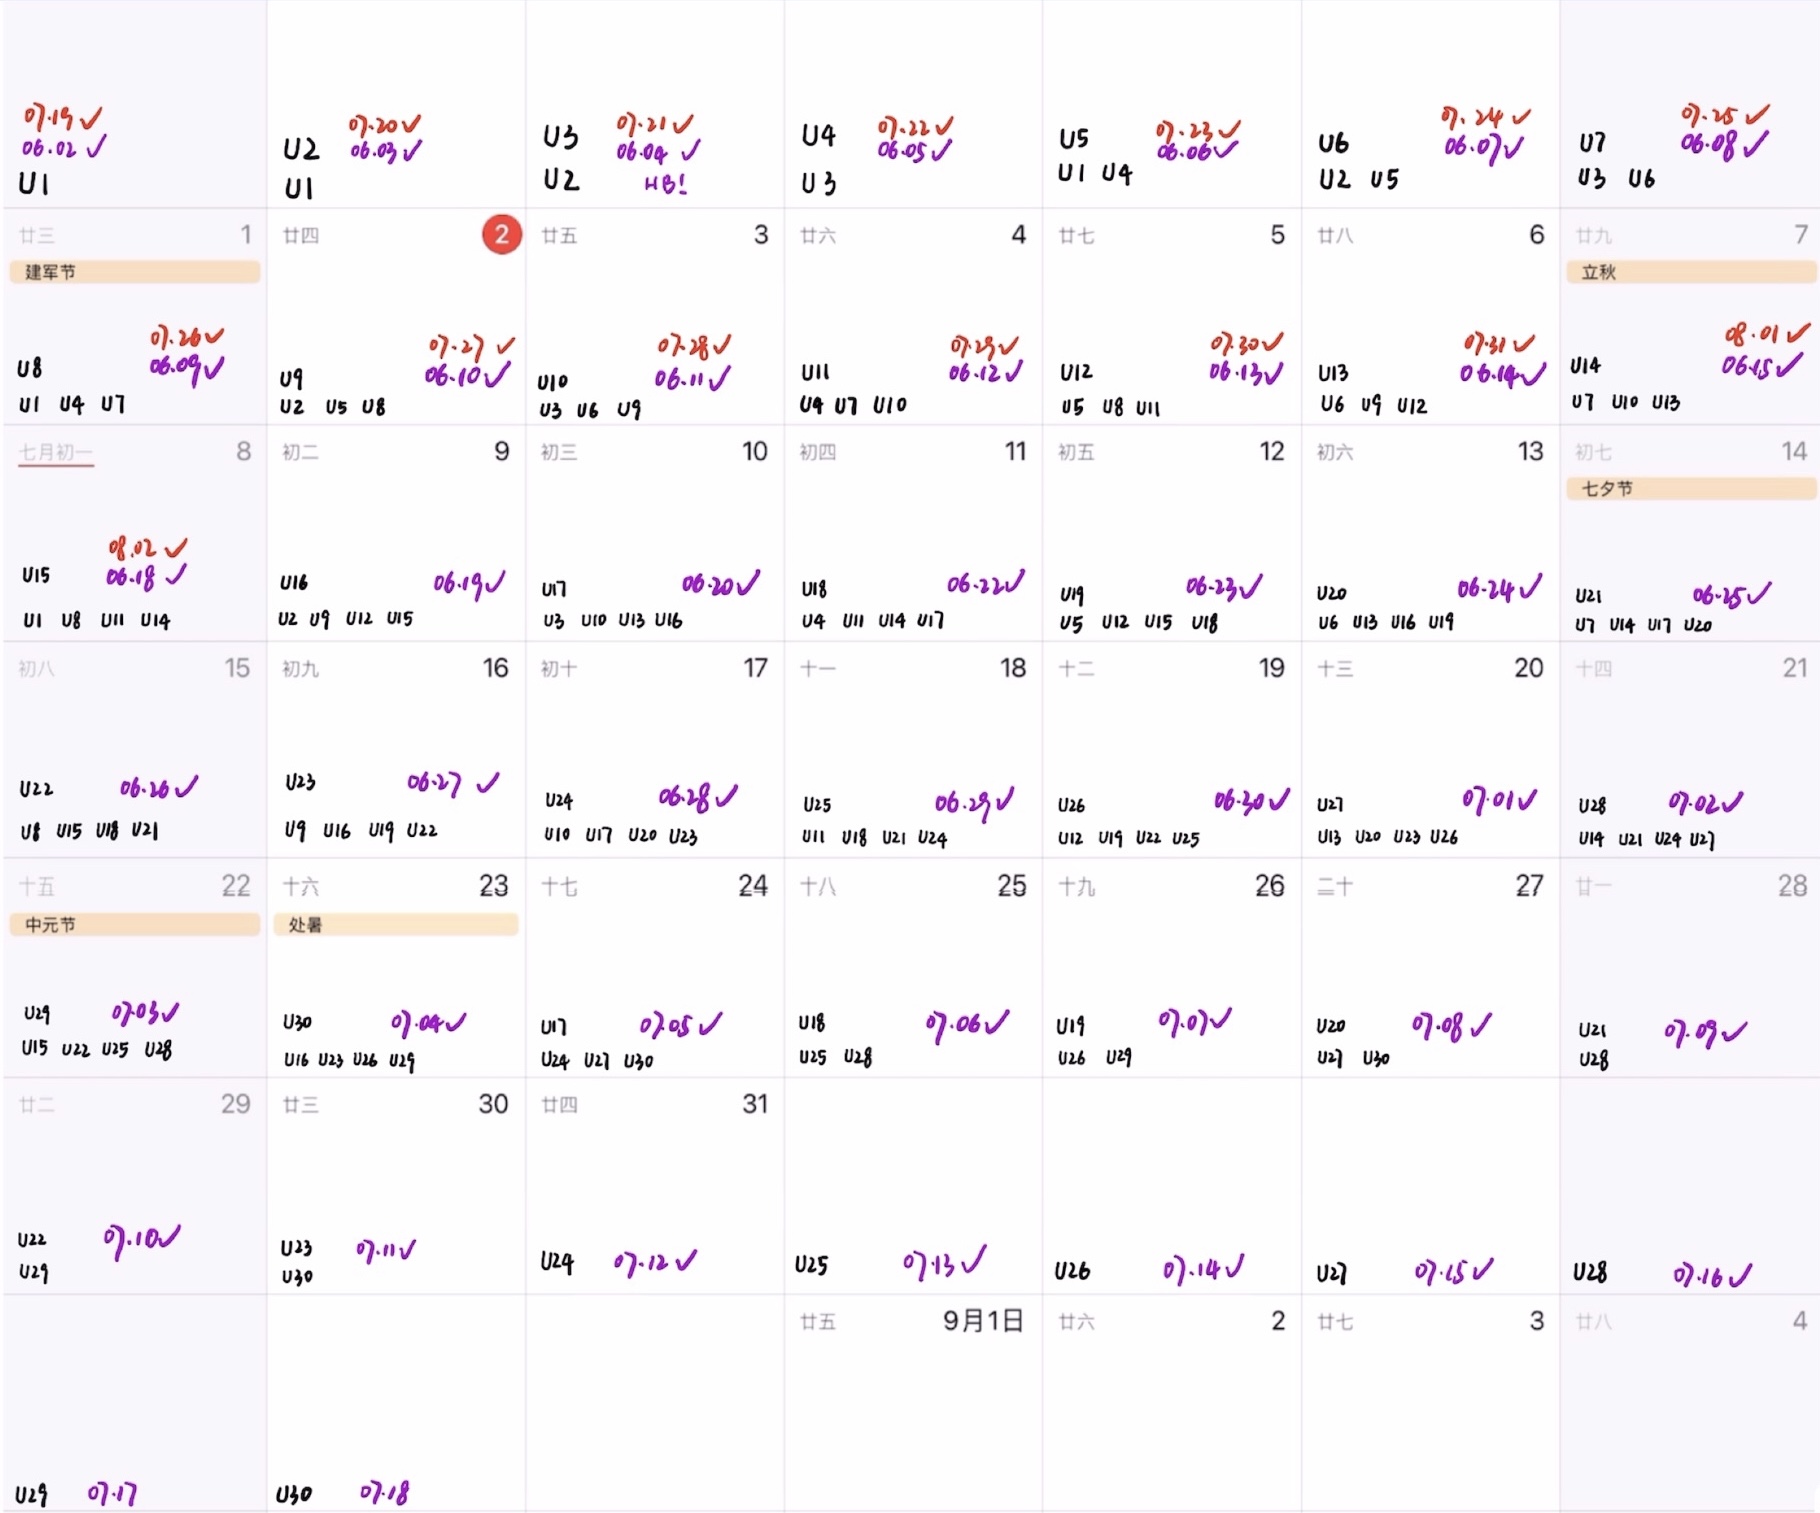 07.19 ✓ 07.20 ✓ 07.21 ✓ 07.22 ✓ 07.23 ✓ 07.24 ✓ 07.25 ✓
06.02 ✓ U2 06.03 ✓ U3 06.04 ✓ U4 06.05 ✓ U5 06.06 ✓ U6 06.07 ✓ U7 06.08 ✓
U1 U1 U2 HB! U3 U1 U4 U2 U5 U3 U6
廿三 1 廿四 2 廿五 3 廿六 4 廿七 5 廿八 6 廿九 7
建军节 立秋
07.26 ✓ 07.27 ✓ 07.28 ✓ 07.29 ✓ 07.30 ✓ 07.31 ✓ 08.01 ✓
U8 06.09 ✓ U9 06.10 ✓ U10 06.11 ✓ U11 06.12 ✓ U12 06.13 ✓ U13 06.14 ✓ U14 06.15 ✓
U1 U4 U7 U2 U5 U8 U3 U6 U9 U4 U7 U10 U5 U8 U11 U6 U9 U12 U7 U10 U13
七月初一 8 初二 9 初三 10 初四 11 初五 12 初六 13 初七 14
七夕节
08.02 ✓
U15 06.18 ✓ U16 06.19 ✓ U17 06.20 ✓ U18 06.22 ✓ U19 06.23 ✓ U20 06.24 ✓ U21 06.25 ✓
U1 U8 U11 U14 U2 U9 U12 U15 U3 U10 U13 U16 U4 U11 U14 U17 U5 U12 U15 U18 U6 U13 U16 U19 U7 U14 U17 U20
初八 15 初九 16 初十 17 十一 18 十二 19 十三 20 十四 21
U22 06.26 ✓ U23 06.27 ✓ U24 06.28 ✓ U25 06.29 ✓ U26 06.30 ✓ U27 07.01 ✓ U28 07.02 ✓
U8 U15 U18 U21 U9 U16 U19 U22 U10 U17 U20 U23 U11 U18 U21 U24 U12 U19 U22 U25 U13 U20 U23 U26 U14 U21 U24 U27
十五 22 十六 23 十七 24 十八 25 十九 26 二十 27 廿一 28
中元节 处暑
U29 07.03 ✓ U30 07.04 ✓ U17 07.05 ✓ U18 07.06 ✓ U19 07.07 ✓ U20 07.08 ✓ U21 07.09 ✓
U15 U22 U25 U28 U16 U23 U26 U29 U24 U27 U30 U25 U28 U26 U29 U27 U30 U28
廿二 29 廿三 30 廿四 31
U22 07.10 ✓ U23 07.11 ✓ U24 07.12 ✓ U25 07.13 ✓ U26 07.14 ✓ U27 07.15 ✓ U28 07.16 ✓
U29 U30
廿五 9月1日 廿六 2 廿七 3 廿八 4
U29 07.17 U30 07.18